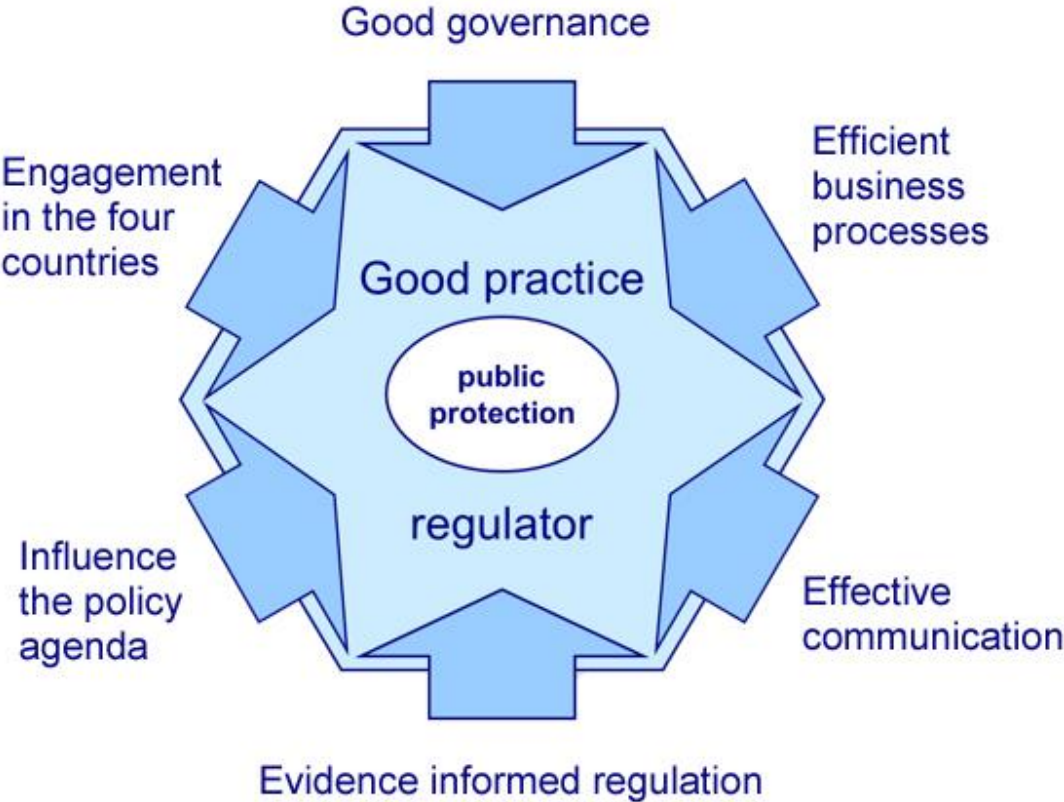 Good governance
Efficient
business
processes
Engagement
in the four
countries
Good practice
public
protection
regulator
Influence
the policy
agenda
Effective
communication
Evidence informed regulation